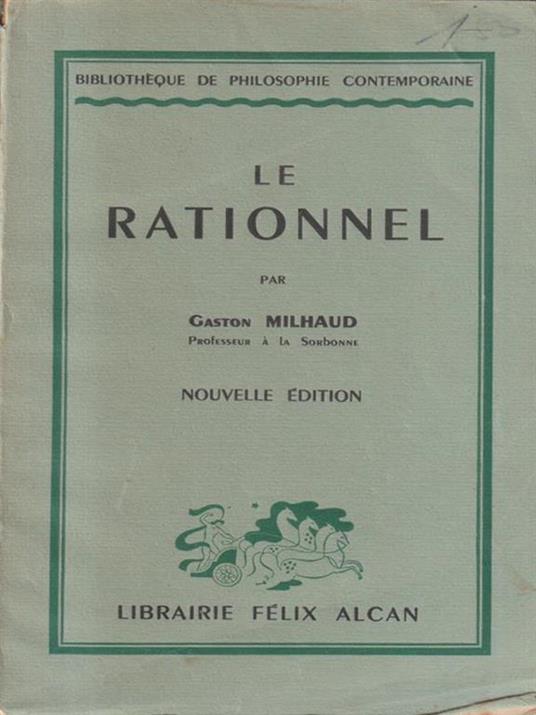 BIBLIOTHÈQUE DE PHILOSOPHIE CONTEMPORAINE
LE
RATIONNEL
PAR
GASTON MILHAUD
PROFESSEUR À LA SORBONNE
NOUVELLE ÉDITION
LIBRAIRIE FÉLIX ALCAN